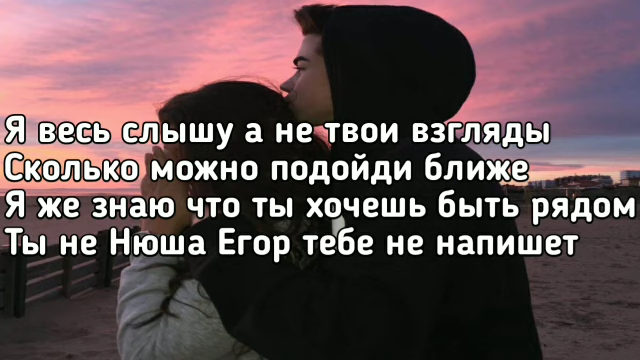 Я весь слышу а не твои взгляды
Сколько можно подойди ближе
Я же знаю что ты хочешь быть рядом
Ты не Нюша Егор тебе не напишет